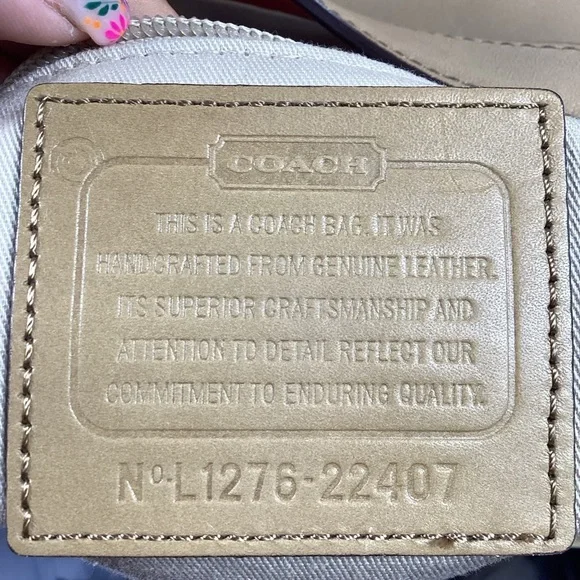 COACH
THIS IS A COACH BAG. IT WAS
HANDCRAFTED FROM GENUINE LEATHER.
ITS SUPERIOR CRAFTSMANSHIP AND
ATTENTION TO DETAIL REFLECT OUR
COMMITMENT TO ENDURING QUALITY.
Nº-L1276-22407